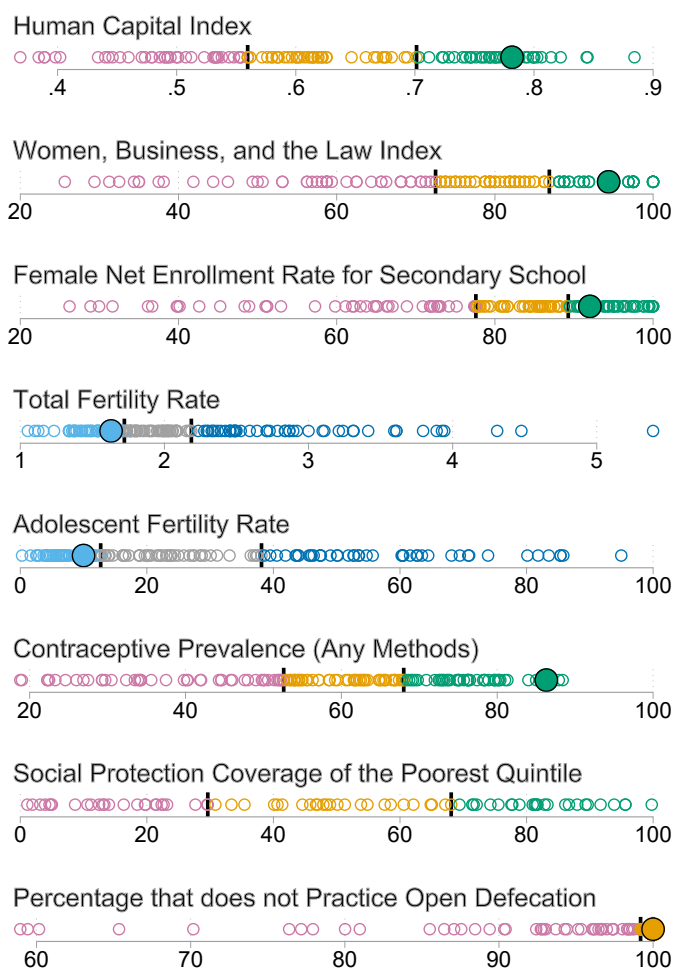 Human Capital Index
.4 .5 .6 .7 .8 .9
Women, Business, and the Law Index
20 40 60 80 100
Female Net Enrollment Rate for Secondary School
20 40 60 80 100
Total Fertility Rate
1 2 3 4 5
Adolescent Fertility Rate
0 20 40 60 80 100
Contraceptive Prevalence (Any Methods)
20 40 60 80 100
Social Protection Coverage of the Poorest Quintile
0 20 40 60 80 100
Percentage that does not Practice Open Defecation
60 70 80 90 100